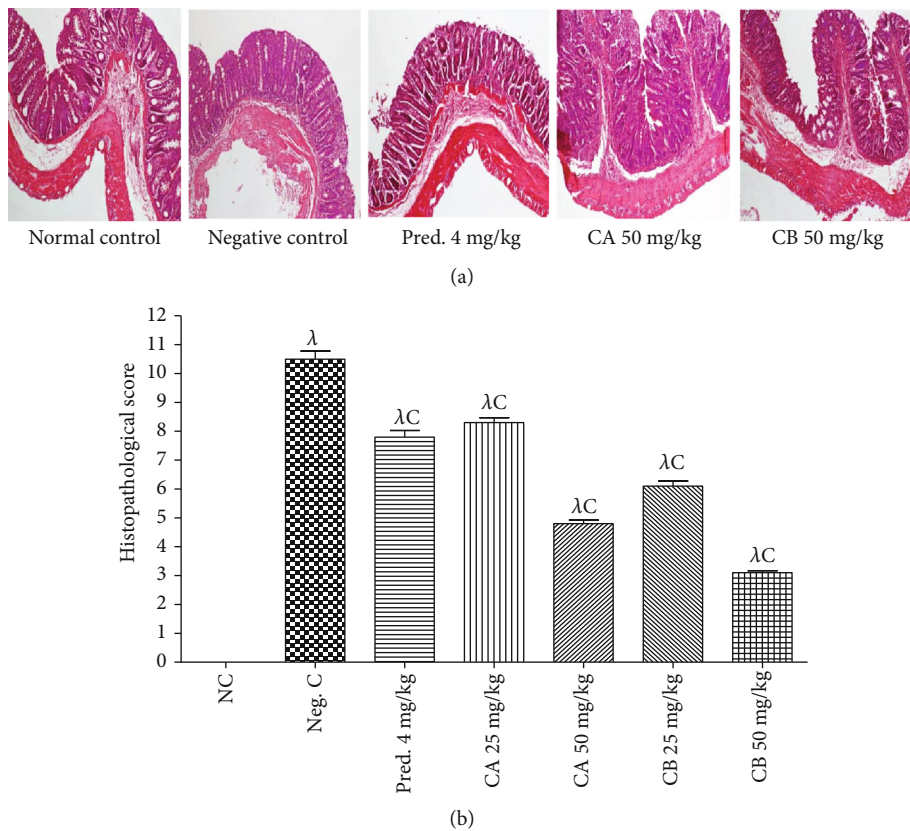 Normal control Negative control Pred. 4 mg/kg CA 50 mg/kg CB 50 mg/kg
(a)
12
11
10
9
8
7
6
5
4
3
2
1
0
Histopathological score
λ
λC
λC
λC
λC
λC
NC
Neg. C
Pred. 4 mg/kg
CA 25 mg/kg
CA 50 mg/kg
CB 25 mg/kg
CB 50 mg/kg
(b)